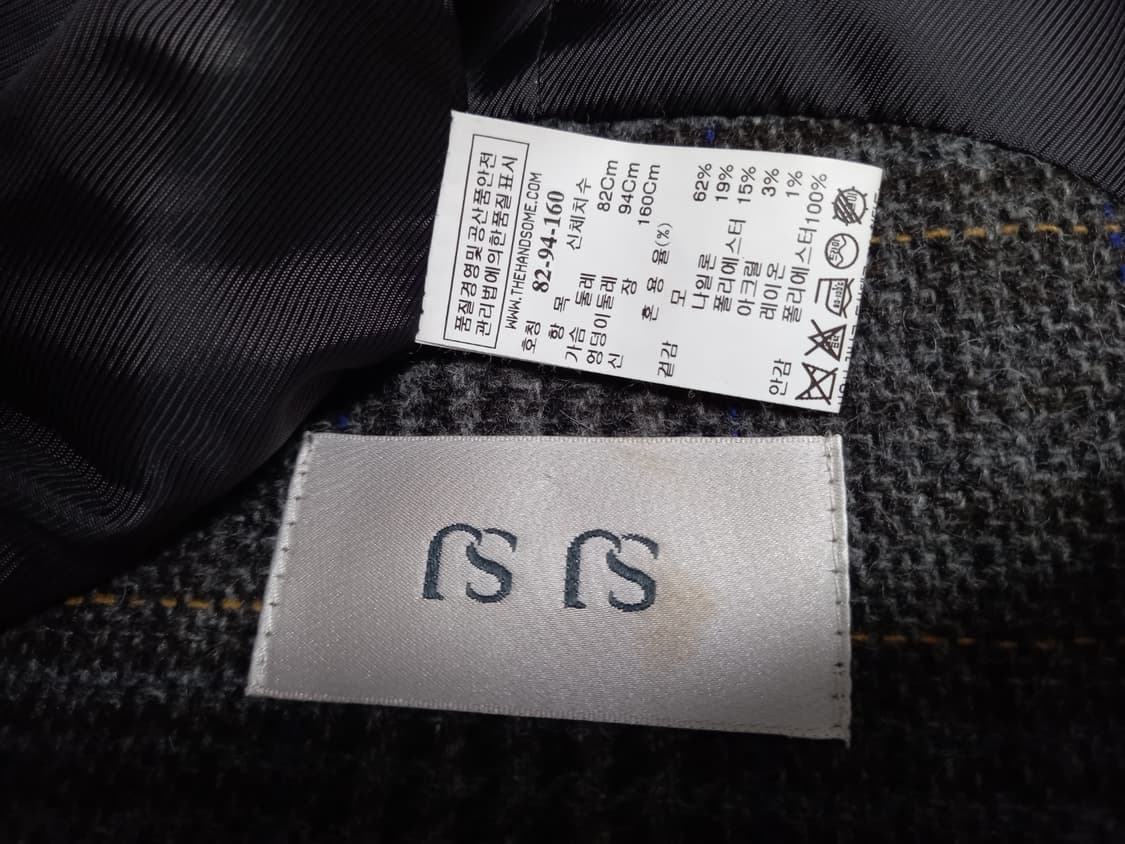 품질경영및공산품안전
관리법에의한품질표시
WWW.THEHANDSOME.COM
호칭 82-94-160
항 목 신체치수
가슴 둘레 82Cm
엉덩이둘레 94Cm
신 장 160Cm
겉감 혼 용 율(%)
모 62%
나일론 19%
폴리에스터 15%
아크릴 3%
레이온 1%
안감 폴리에스터100%
rs rs